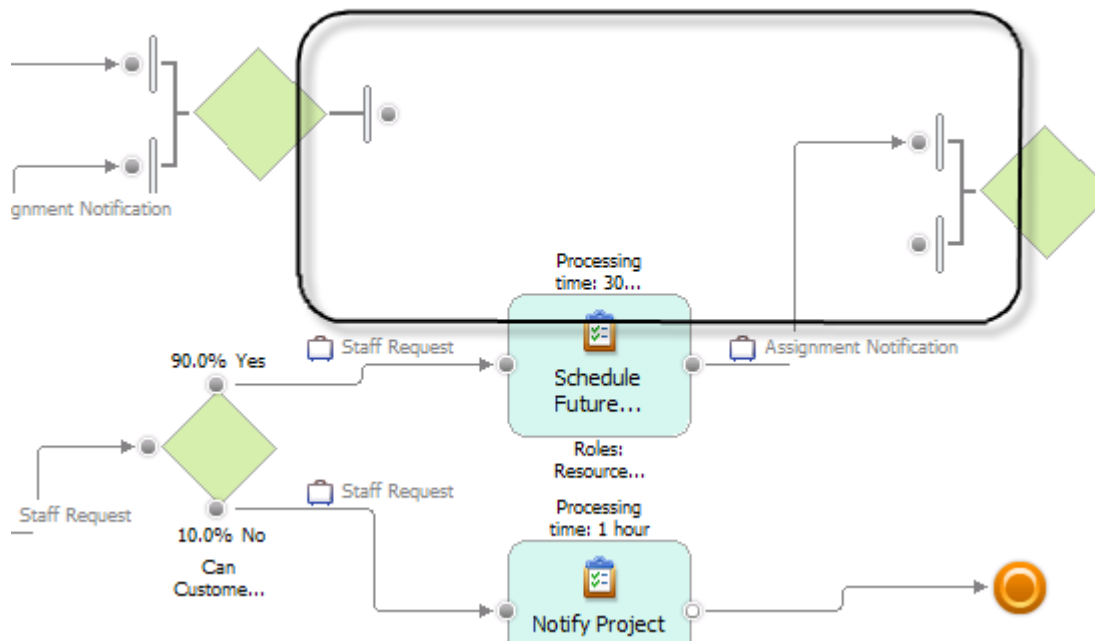 gnment Notification
Processing
time: 30...
Staff Request
Assignment Notification
90.0% Yes
Schedule
Future...
Roles:
Resource...
Staff Request
Staff Request
Processing
time: 1 hour
10.0% No
Can
Custome...
Notify Project